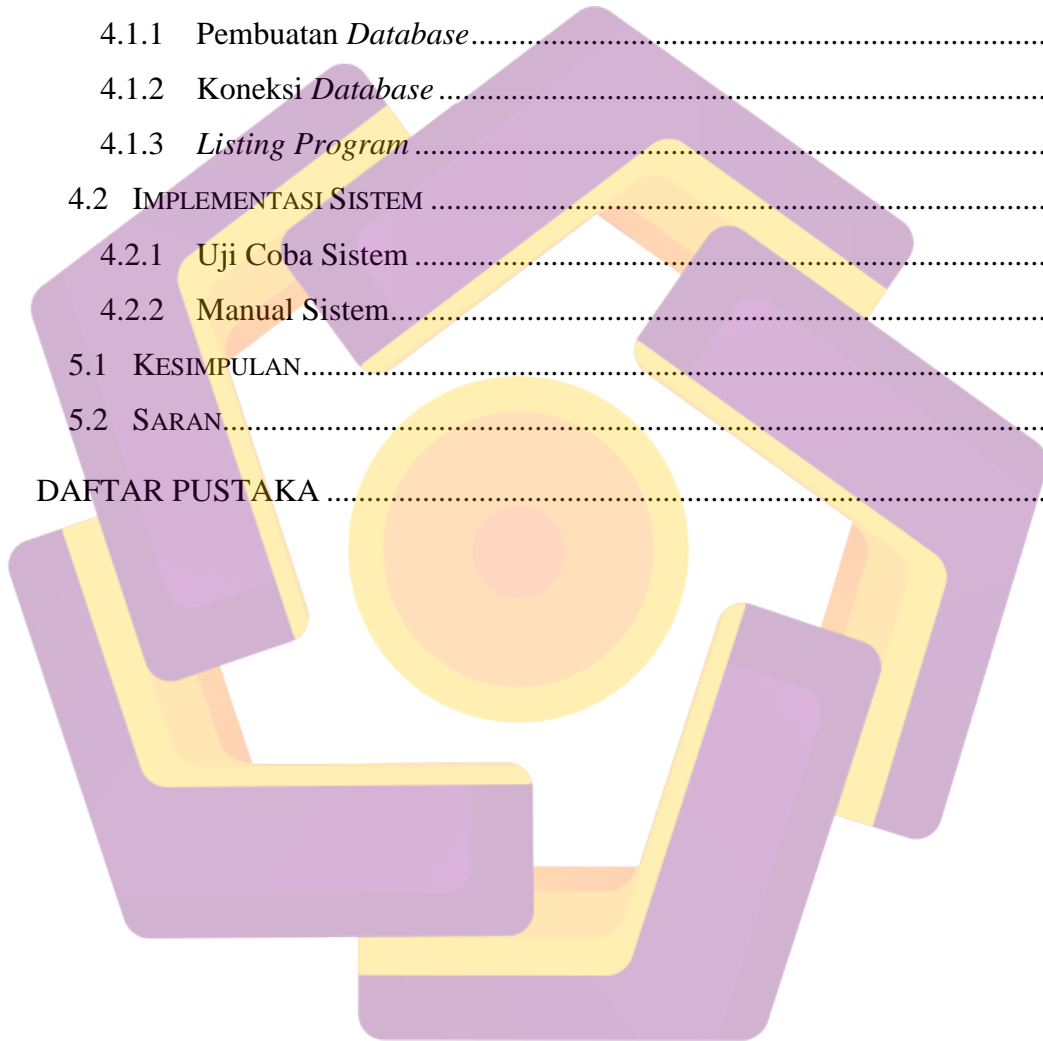 4.1.1 Pembuatan Database........................................................................
4.1.2 Koneksi Database ............................................................................
4.1.3 Listing Program ...............................................................................
4.2 IMPLEMENTASI SISTEM .............................................................................
4.2.1 Uji Coba Sistem ...............................................................................
4.2.2 Manual Sistem..................................................................................
5.1 KESIMPULAN.............................................................................................
5.2 SARAN.........................................................................................................
DAFTAR PUSTAKA ..........................................................................................